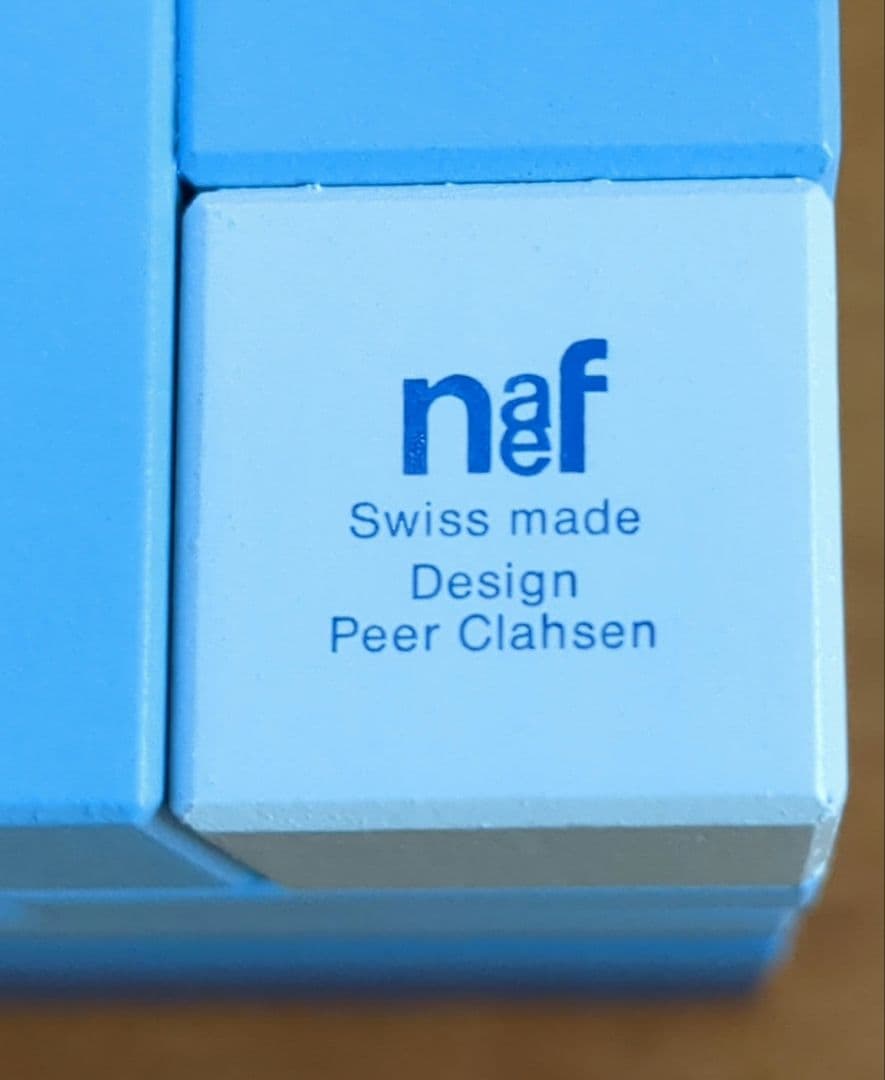 naef
Swiss made
Design
Peer Clahsen